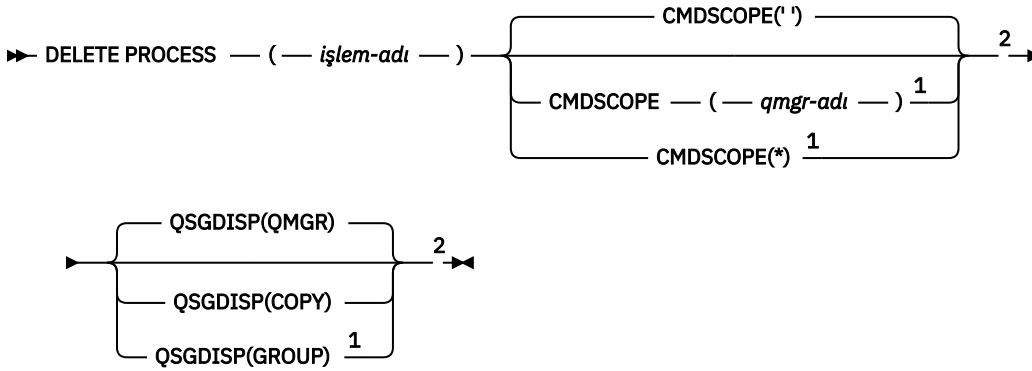 CMDSCOPE(' ')
DELETE PROCESS ( işlem-adı ) 2
CMDSCOPE ( qmgr-adı ) 1
CMDSCOPE(*) 1
QSGDISP(QMGR)
2
QSGDISP(COPY)
QSGDISP(GROUP) 1